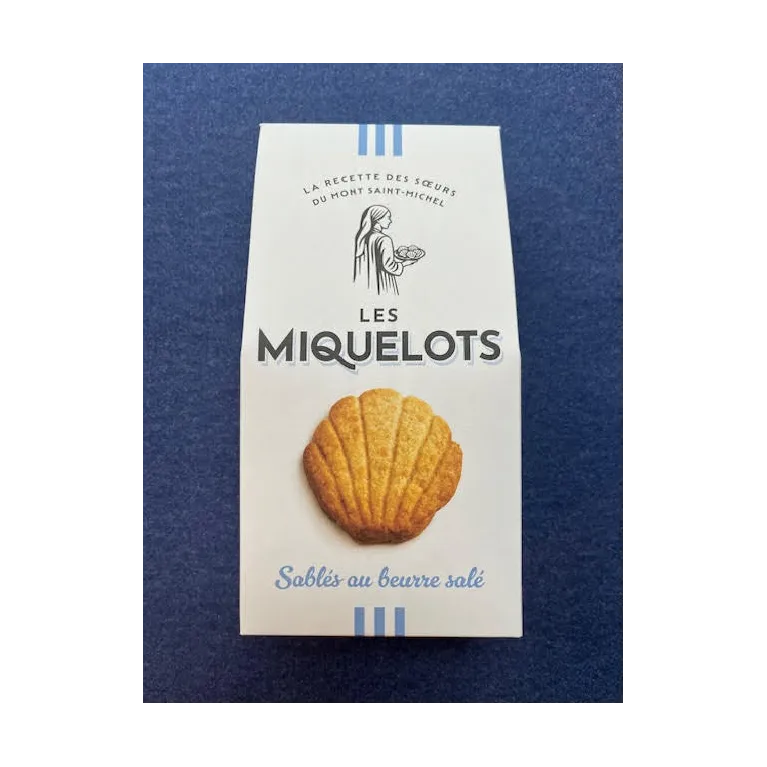 LA RECETTE DES SŒURS
DU MONT SAINT-MICHEL
LES
MIQUELOTS
Sablés au beurre salé